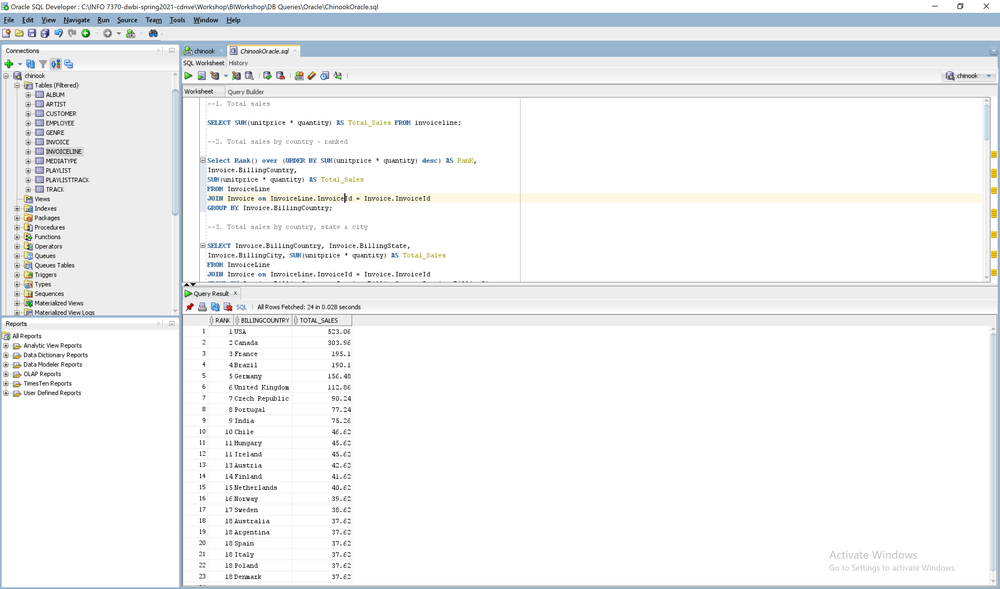 Oracle SQL Developer : C:\INFO 7370-dwbi-spring2021-cdrive\Workshop\BIWorkshop\DB Queries\Oracle\ChinookOracle.sql
File Edit View Navigate Run Source Team Tools Window Help
Connections
chinook
Tables (Filtered)
ALBUM
ARTIST
CUSTOMER
EMPLOYEE
GENRE
INVOICE
INVOICELINE
MEDIATYPE
PLAYLIST
PLAYLISTTRACK
TRACK
Views
Indexes
Packages
Procedures
Functions
Operators
Queues
Queues Tables
Triggers
Types
Sequences
Materialized Views
Materialized View Logs
Reports
All Reports
Analytic View Reports
Data Dictionary Reports
Data Modeler Reports
OLAP Reports
TimesTen Reports
User Defined Reports
chinook ChinookOracle.sql
SQL Worksheet History
chinook
Worksheet Query Builder
--1. Total sales
SELECT SUM(unitprice * quantity) AS Total_Sales FROM invoiceline;
--2. Total sales by country - ranked
Select Rank() over (ORDER BY SUM(unitprice * quantity) desc) AS RanK,
Invoice.BillingCountry,
SUM(unitprice * quantity) AS Total_Sales
FROM InvoiceLine
JOIN Invoice on InvoiceLine.InvoiceId = Invoice.InvoiceId
GROUP BY Invoice.BillingCountry;
--3. Total sales by country, state & city
SELECT Invoice.BillingCountry, Invoice.BillingState,
Invoice.BillingCity, SUM(unitprice * quantity) AS Total_Sales
FROM InvoiceLine
JOIN Invoice on InvoiceLine.InvoiceId = Invoice.InvoiceId
Query Result
SQL | All Rows Fetched: 24 in 0.028 seconds
RANK BILLINGCOUNTRY TOTAL_SALES
1 1 USA 523.06
2 2 Canada 303.96
3 3 France 195.1
4 4 Brazil 190.1
5 5 Germany 156.48
6 6 United Kingdom 112.86
7 7 Czech Republic 90.24
8 8 Portugal 77.24
9 9 India 75.26
10 10 Chile 46.62
11 11 Hungary 45.62
12 11 Ireland 45.62
13 13 Austria 42.62
14 14 Finland 41.62
15 15 Netherlands 40.62
16 16 Norway 39.62
17 17 Sweden 38.62
18 18 Australia 37.62
19 18 Argentina 37.62
20 18 Spain 37.62
21 18 Italy 37.62
22 18 Poland 37.62
23 18 Denmark 37.62
Activate Windows
Go to Settings to activate Windows.